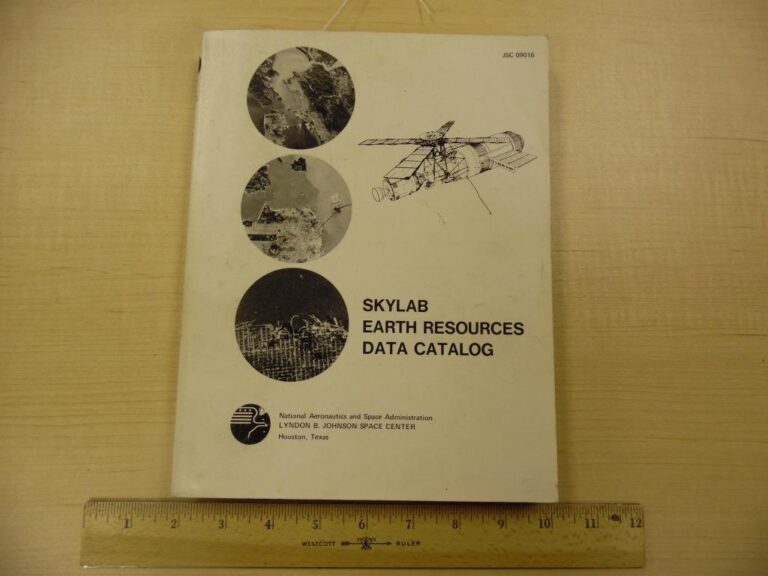 JSC 09016
SKYLAB
EARTH RESOURCES
DATA CATALOG
National Aeronautics and Space Administration
LYNDON B. JOHNSON SPACE CENTER
Houston, Texas
1 2 3 4 5 6 7 8 9 10 11 12
WESTCOTT RULER